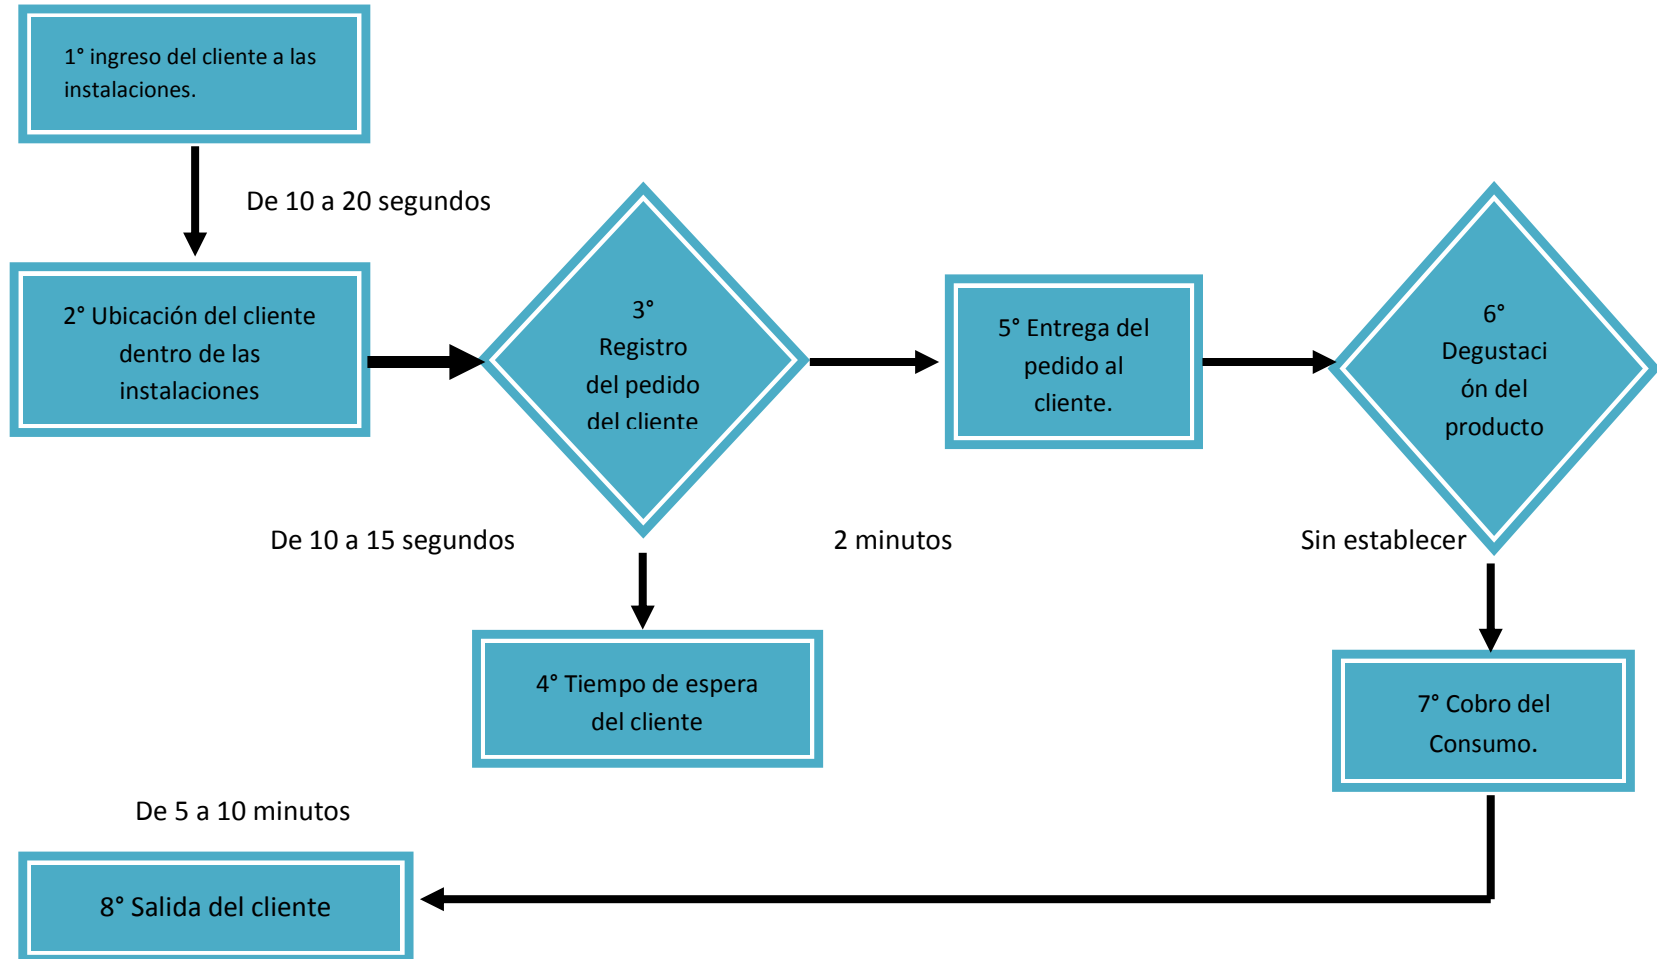 1° ingreso del cliente a las
instalaciones.
De 10 a 20 segundos
2° Ubicación del cliente
dentro de las
instalaciones
3°
Registro
del pedido
del cliente
5° Entrega del
pedido al
cliente.
6°
Degustaci
ón del
producto
De 10 a 15 segundos
2 minutos
Sin establecer
4° Tiempo de espera
del cliente
7° Cobro del
Consumo.
De 5 a 10 minutos
8° Salida del cliente